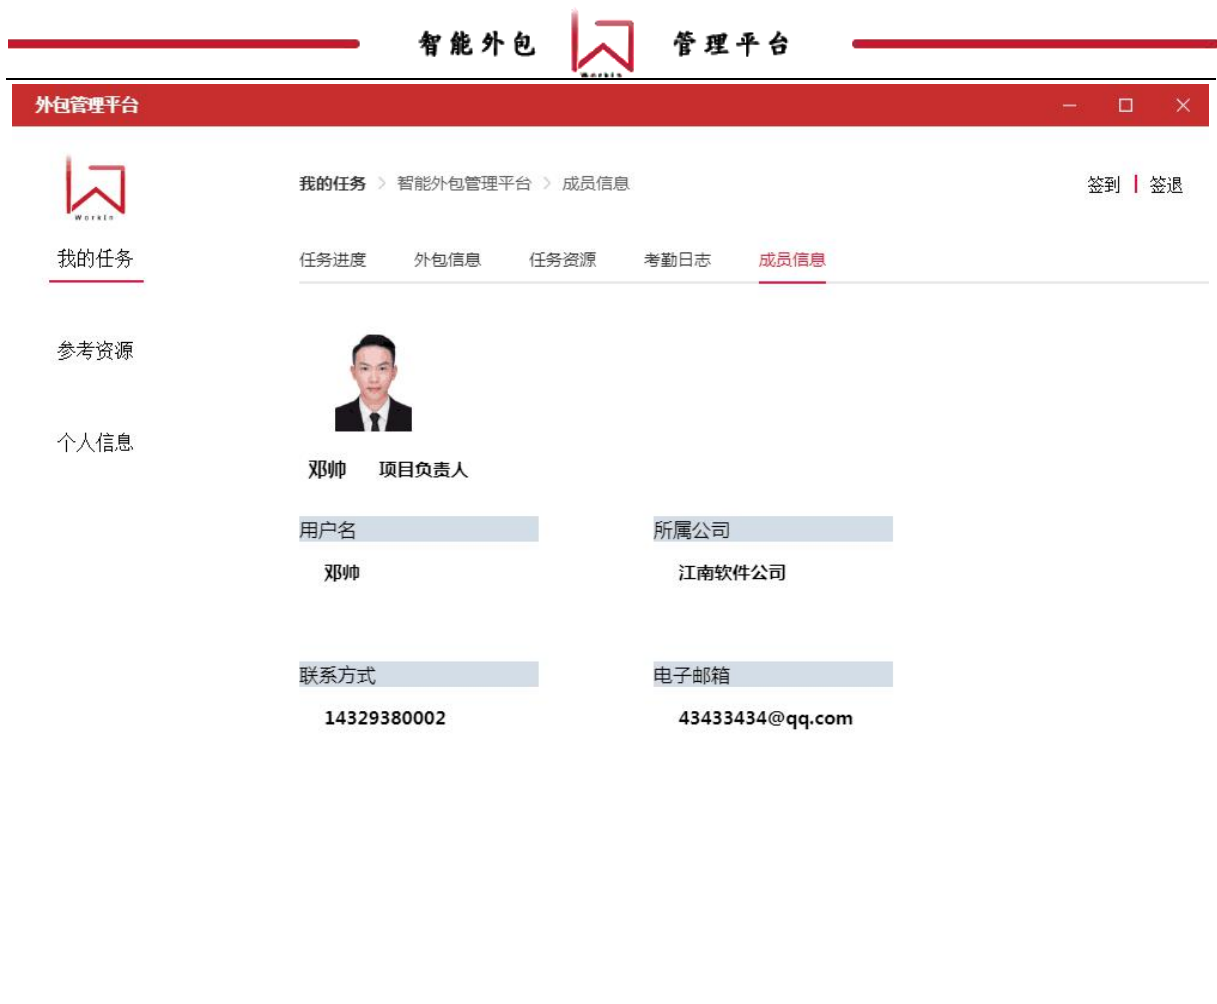 智能外包 WorkIn 管理平台
外包管理平台
WorkIn
我的任务 > 智能外包管理平台 > 成员信息
签到 | 签退
我的任务
任务进度 外包信息 任务资源 考勤日志 成员信息
参考资源
个人信息
邓帅 项目负责人
用户名 所属公司
邓帅 江南软件公司
联系方式 电子邮箱
14329380002 43433434@qq.com